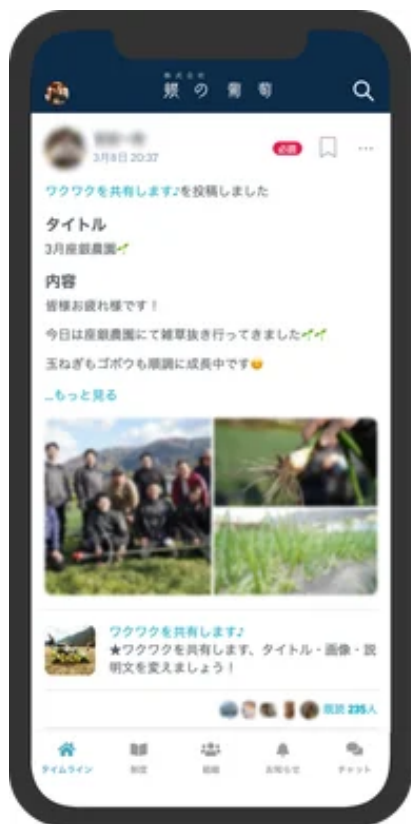 株式会社
銀の葡萄
3月8日 20:37
必読
ワクワクを共有します♪を投稿しました
タイトル
3月座銀農園🌱
内容
皆様お疲れ様です！
今日は座銀農園にて雑草抜き行ってきました🌱🌱
玉ねぎもゴボウも順調に成長中です😊
...もっと見る
ワクワクを共有します♪
★ワクワクを共有します、タイトル・画像・説
明文を変えましょう！
既読 235人
タイムライン
制度
組織
お知らせ
チャット